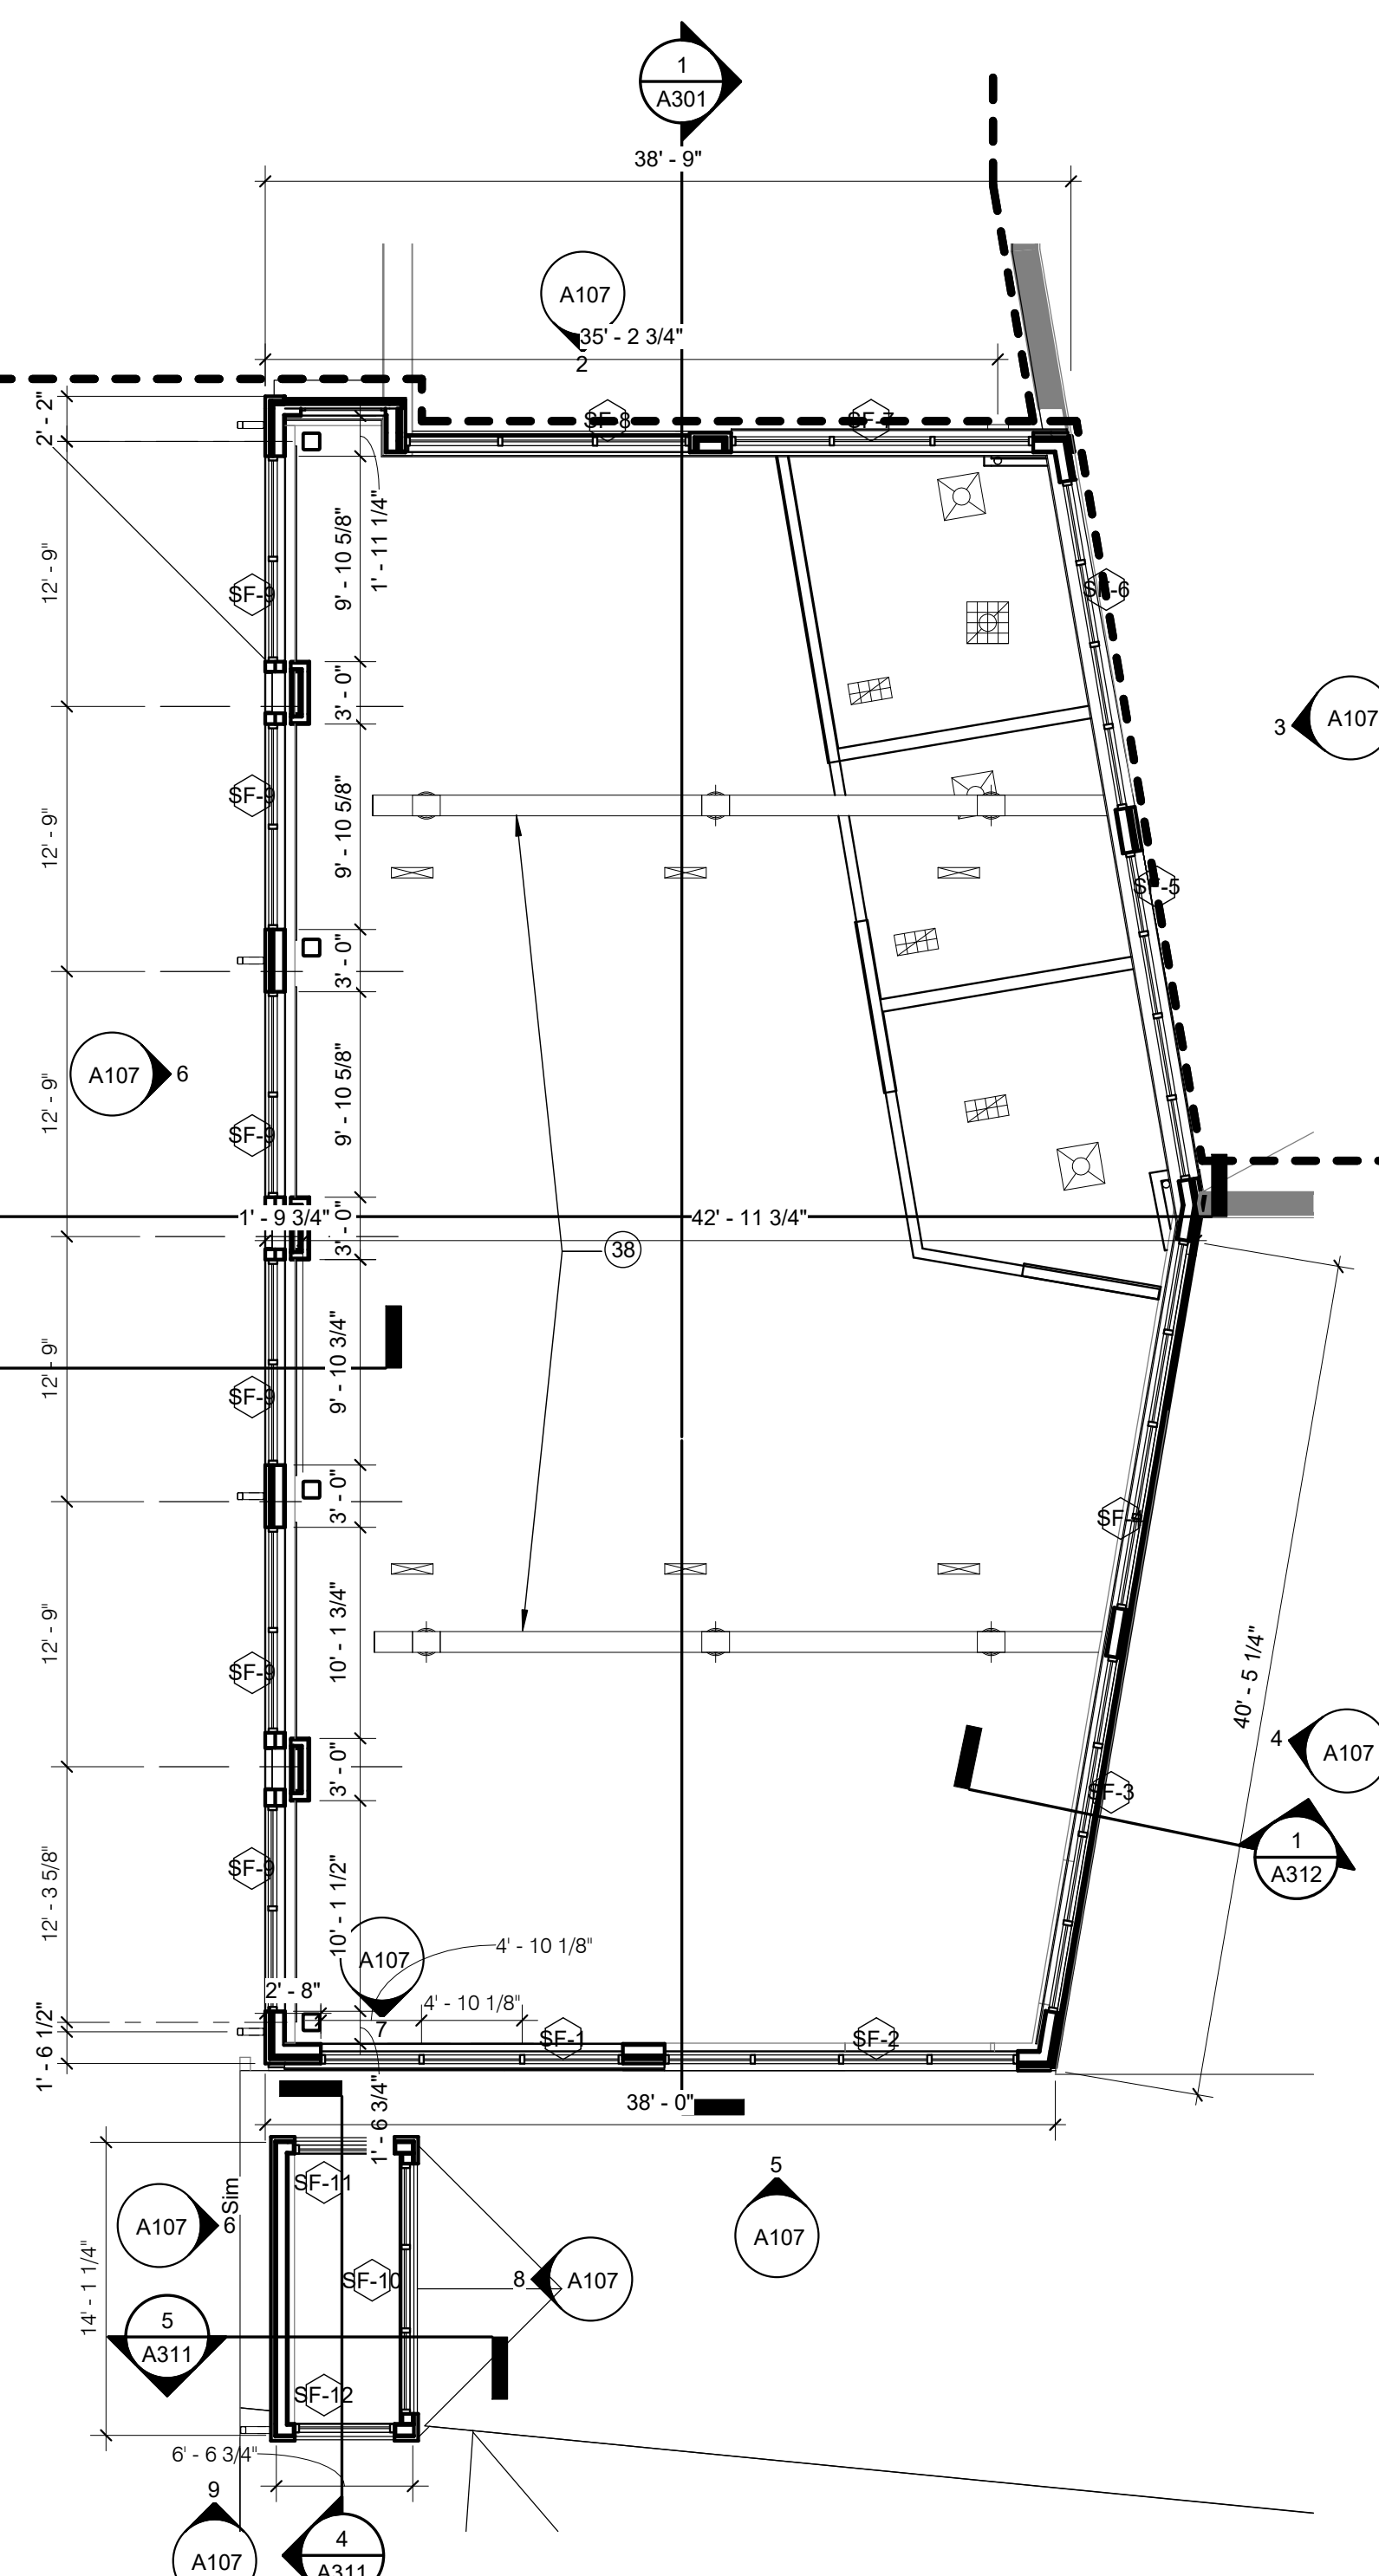 1
A301
38' - 9"
A107
35' - 2 3/4"
2
2' - 2"
SF-8
SF-7
12' - 9"
9' - 10 5/8"
1' - 11 1/4"
SF-9
SF-6
3' - 0"
3
A107
SF-9
12' - 9"
9' - 10 5/8"
SF-5
3' - 0"
A107
6
12' - 9"
9' - 10 5/8"
SF-9
1' - 9 3/4"
3' - 0"
42' - 11 3/4"
38
12' - 9"
9' - 10 3/4"
SF-9
3' - 0"
SF-4
12' - 9"
10' - 1 3/4"
SF-9
40' - 5 1/4"
4
A107
3' - 0"
SF-3
1
A312
SF-9
12' - 3 5/8"
10' - 1 1/2"
A107
7
4' - 10 1/8"
2' - 8"
4' - 10 1/8"
1' - 6 1/2"
SF-1
SF-2
38' - 0"
1' - 6 3/4"
5
A107
SF-11
Sim
A107
6
14' - 1 1/4"
SF-10
8
A107
5
A311
SF-12
6' - 6 3/4"
9
A107
4
A311